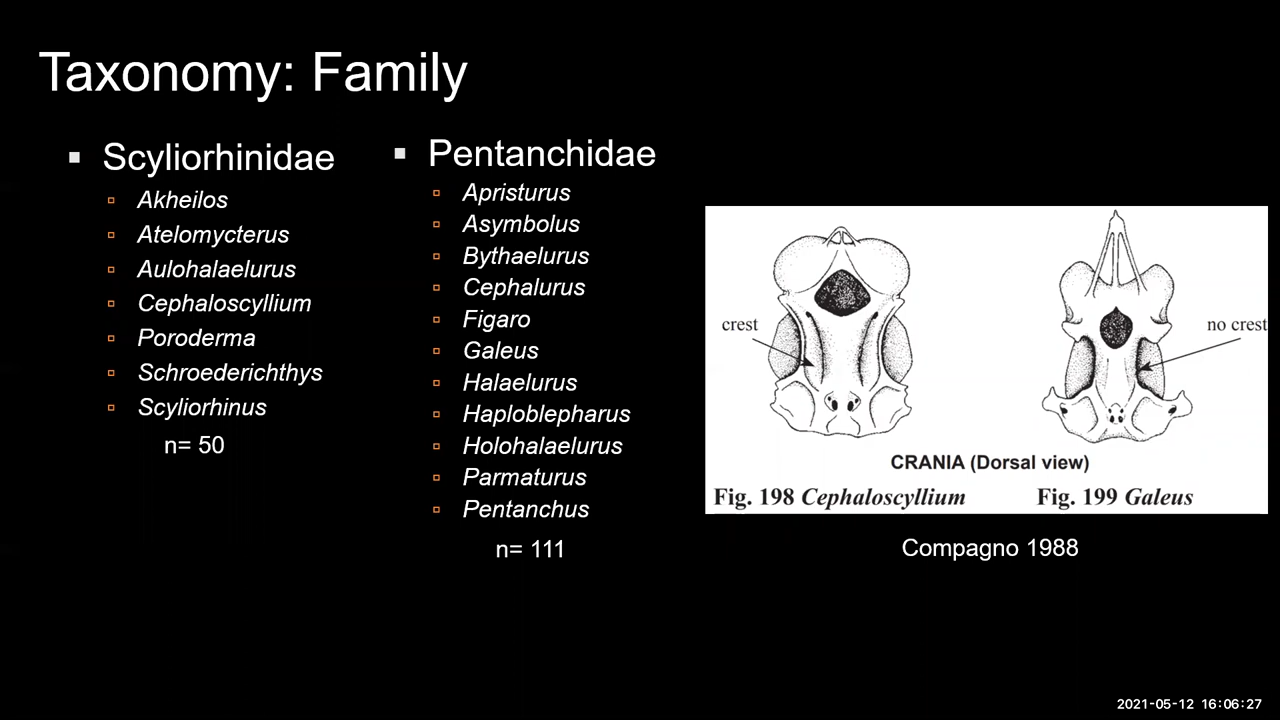 Taxonomy: Family
Scyliorhinidae
Akheilos
Atelomycterus
Aulohalaelurus
Cephaloscyllium
Poroderma
Schroederichthys
Scyliorhinus
n= 50
Pentanchidae
Apristurus
Asymbolus
Bythaelurus
Cephalurus
Figaro
Galeus
Halaelurus
Haploblepharus
Holohalaelurus
Parmaturus
Pentanchus
n= 111
crest
no crest
CRANIA (Dorsal view)
Fig. 198 Cephaloscyllium
Fig. 199 Galeus
Compagno 1988
2021-05-12 16:06:27